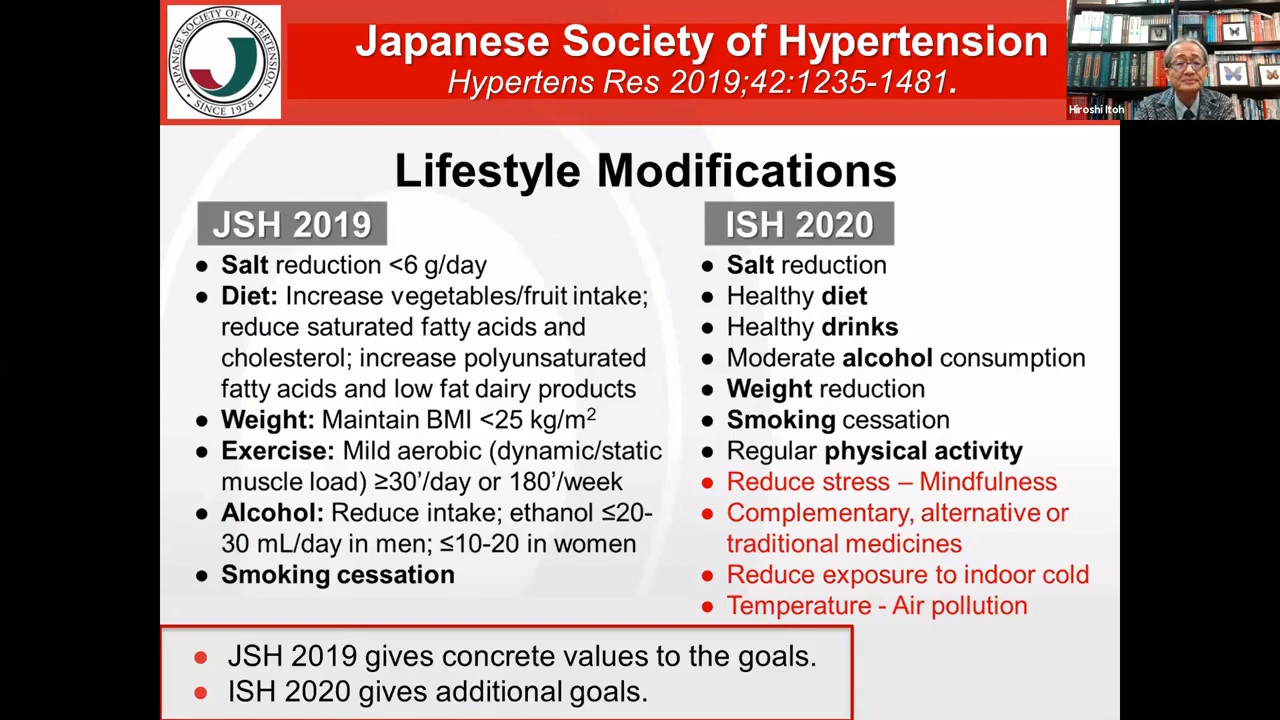 JAPANESE SOCIETY OF HYPERTENSION
SINCE 1978
Japanese Society of Hypertension
Hypertens Res 2019;42:1235-1481.
Hiroshi Itoh
Lifestyle Modifications
JSH 2019
● Salt reduction <6 g/day
● Diet: Increase vegetables/fruit intake;
reduce saturated fatty acids and
cholesterol; increase polyunsaturated
fatty acids and low fat dairy products
● Weight: Maintain BMI <25 kg/m²
● Exercise: Mild aerobic (dynamic/static
muscle load) ≥30’/day or 180’/week
● Alcohol: Reduce intake; ethanol ≤20-
30 mL/day in men; ≤10-20 in women
● Smoking cessation
ISH 2020
● Salt reduction
● Healthy diet
● Healthy drinks
● Moderate alcohol consumption
● Weight reduction
● Smoking cessation
● Regular physical activity
● Reduce stress – Mindfulness
● Complementary, alternative or
traditional medicines
● Reduce exposure to indoor cold
● Temperature - Air pollution
● JSH 2019 gives concrete values to the goals.
● ISH 2020 gives additional goals.